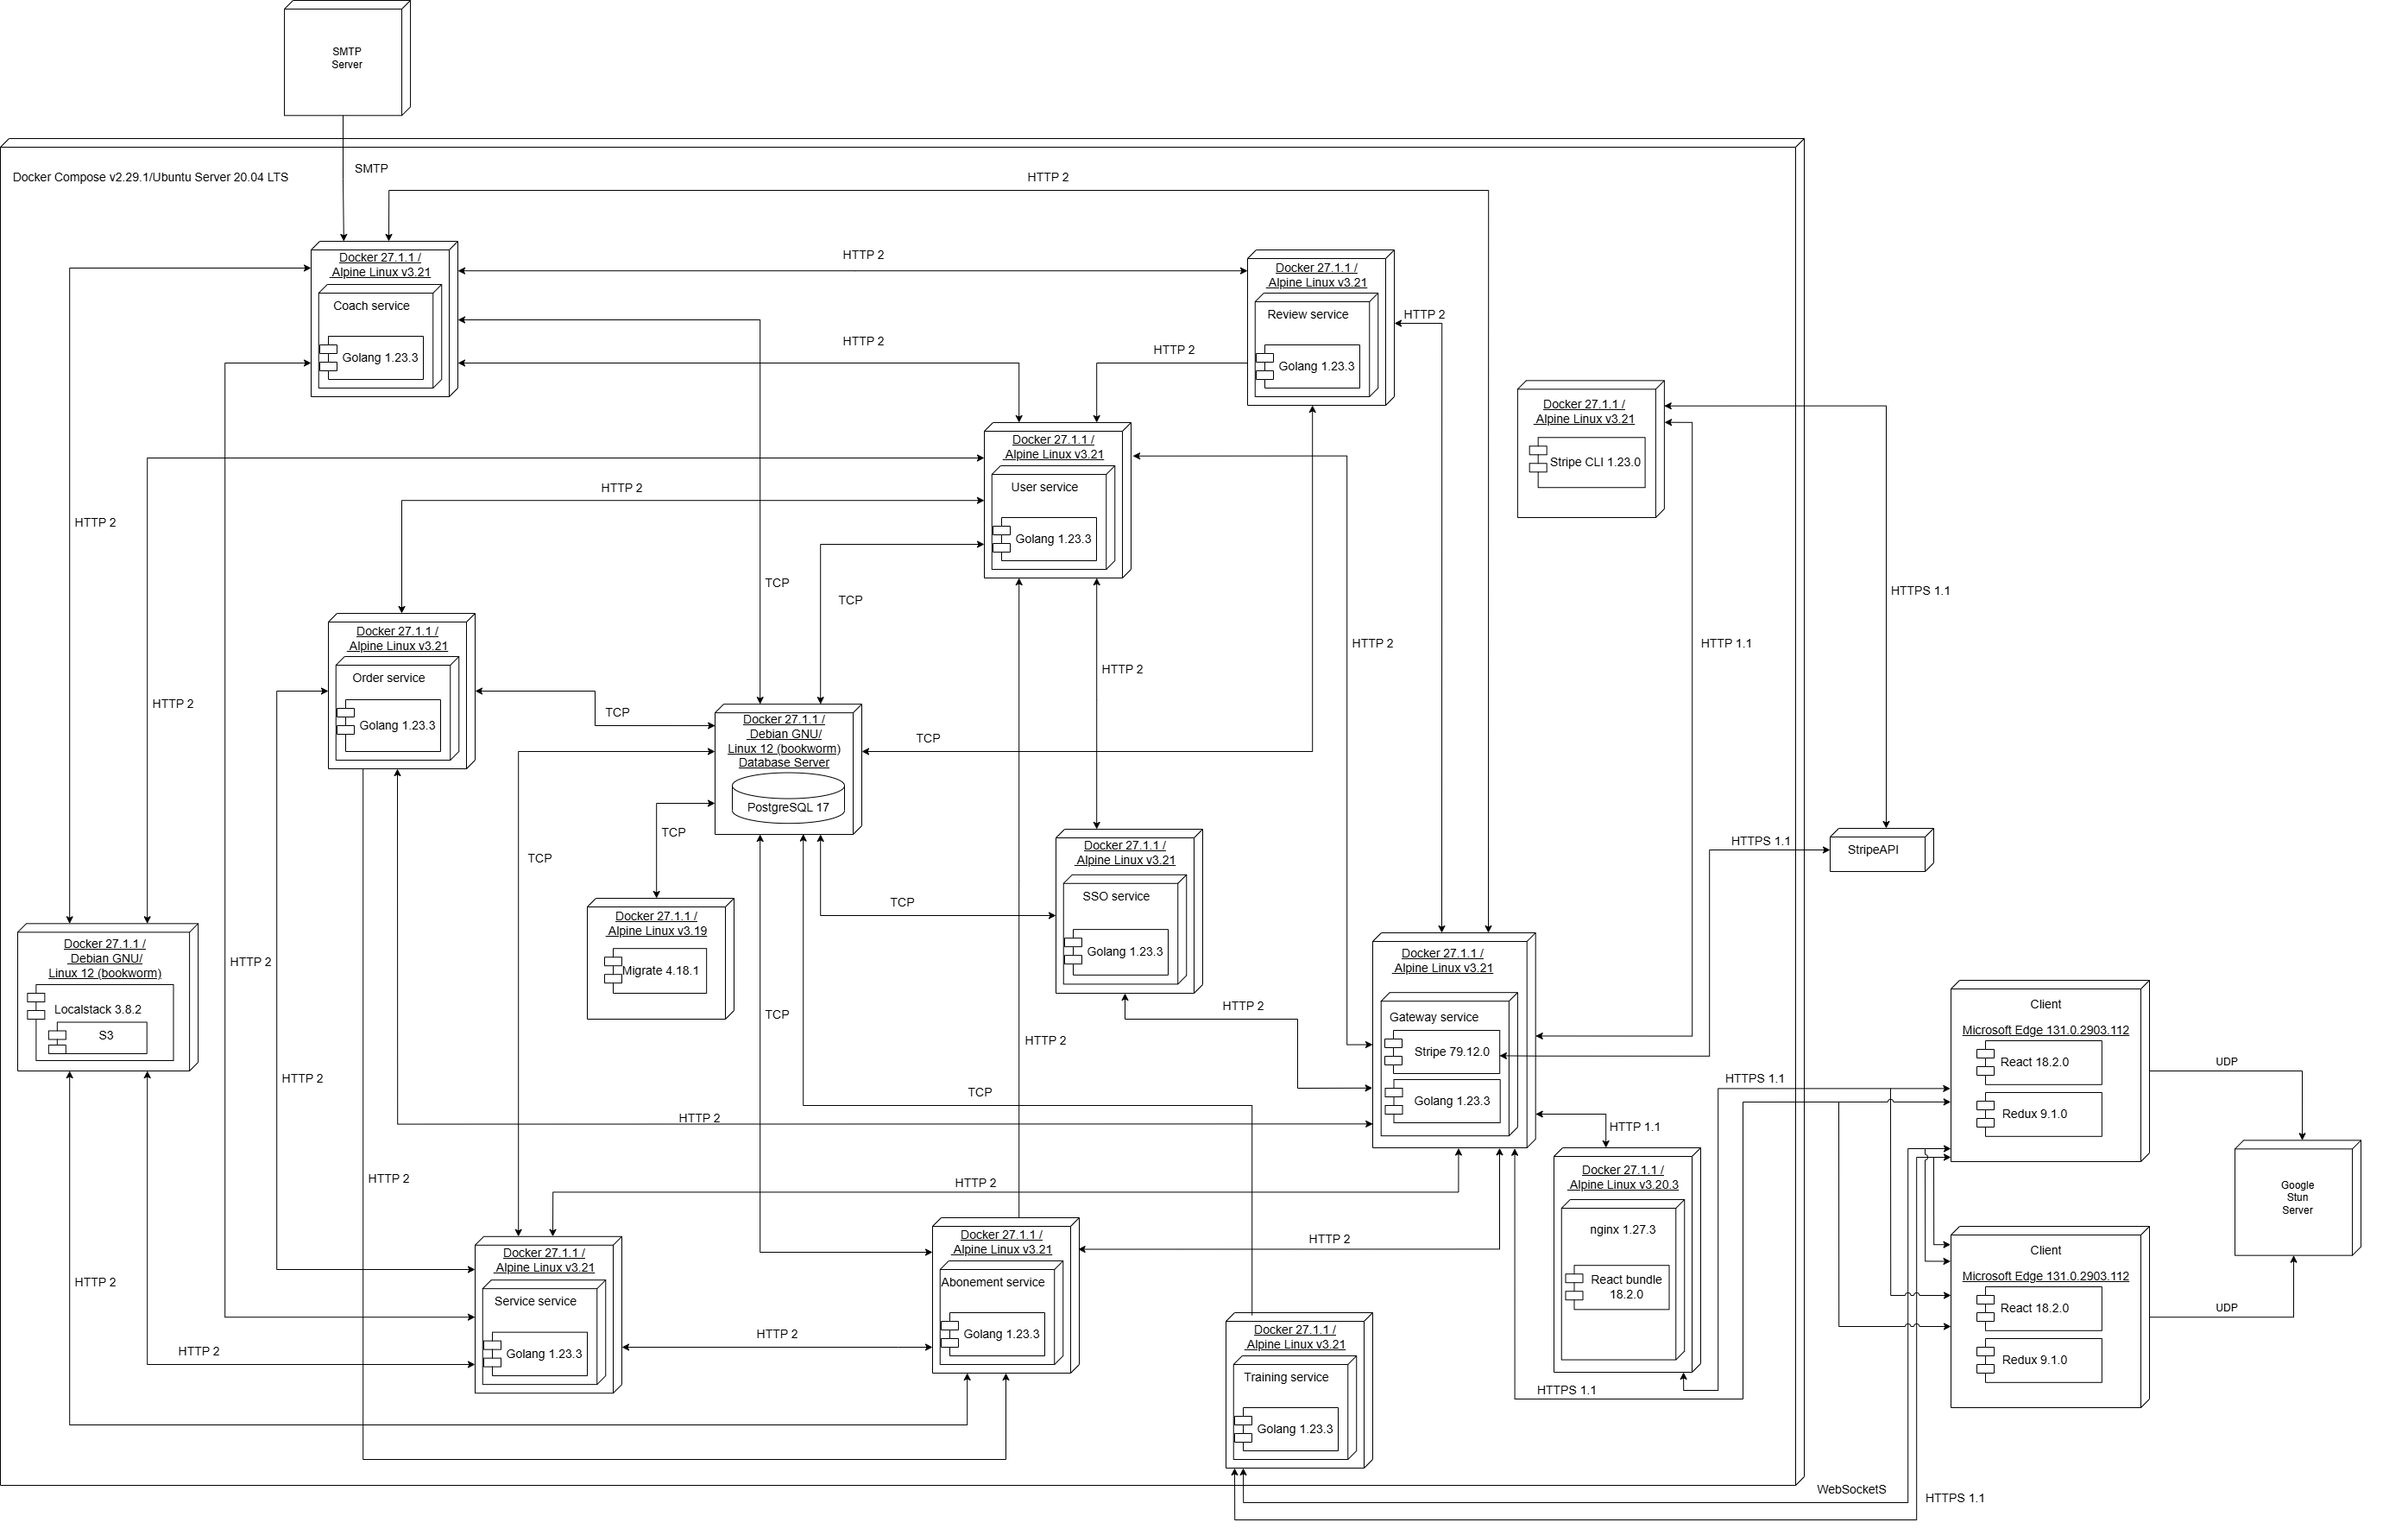 SMTP
Server
SMTP
Docker Compose v2.29.1/Ubuntu Server 20.04 LTS
HTTP 2
HTTP 2
Docker 27.1.1 /
Alpine Linux v3.21
Coach service
Golang 1.23.3
Docker 27.1.1 /
Alpine Linux v3.21
Review service
Golang 1.23.3
HTTP 2
HTTP 2
HTTP 2
Docker 27.1.1 /
Alpine Linux v3.21
Stripe CLI 1.23.0
Docker 27.1.1 /
Alpine Linux v3.21
User service
Golang 1.23.3
HTTP 2
HTTP 2
TCP
TCP
HTTPS 1.1
HTTP 2
HTTP 1.1
HTTP 2
Docker 27.1.1 /
Alpine Linux v3.21
Order service
Golang 1.23.3
HTTP 2
TCP
Docker 27.1.1 /
Debian GNU/
Linux 12 (bookworm)
Database Server
PostgreSQL 17
TCP
TCP
TCP
HTTPS 1.1
StripeAPI
Docker 27.1.1 /
Alpine Linux v3.21
SSO service
Golang 1.23.3
TCP
Docker 27.1.1 /
Alpine Linux v3.19
Migrate 4.18.1
Docker 27.1.1 /
Debian GNU/
Linux 12 (bookworm)
Localstack 3.8.2
S3
HTTP 2
HTTP 2
TCP
HTTP 2
HTTP 2
Docker 27.1.1 /
Alpine Linux v3.21
Gateway service
Stripe 79.12.0
Golang 1.23.3
Client
Microsoft Edge 131.0.2903.112
React 18.2.0
Redux 9.1.0
UDP
HTTPS 1.1
TCP
HTTP 2
HTTP 1.1
HTTP 2
HTTP 2
Docker 27.1.1 /
Alpine Linux v3.20.3
nginx 1.27.3
React bundle
18.2.0
Google
Stun
Server
Docker 27.1.1 /
Alpine Linux v3.21
Service service
Golang 1.23.3
Docker 27.1.1 /
Alpine Linux v3.21
Abonement service
Golang 1.23.3
HTTP 2
Client
Microsoft Edge 131.0.2903.112
React 18.2.0
Redux 9.1.0
UDP
HTTP 2
HTTP 2
HTTP 2
Docker 27.1.1 /
Alpine Linux v3.21
Training service
Golang 1.23.3
HTTPS 1.1
WebSocketS
HTTPS 1.1